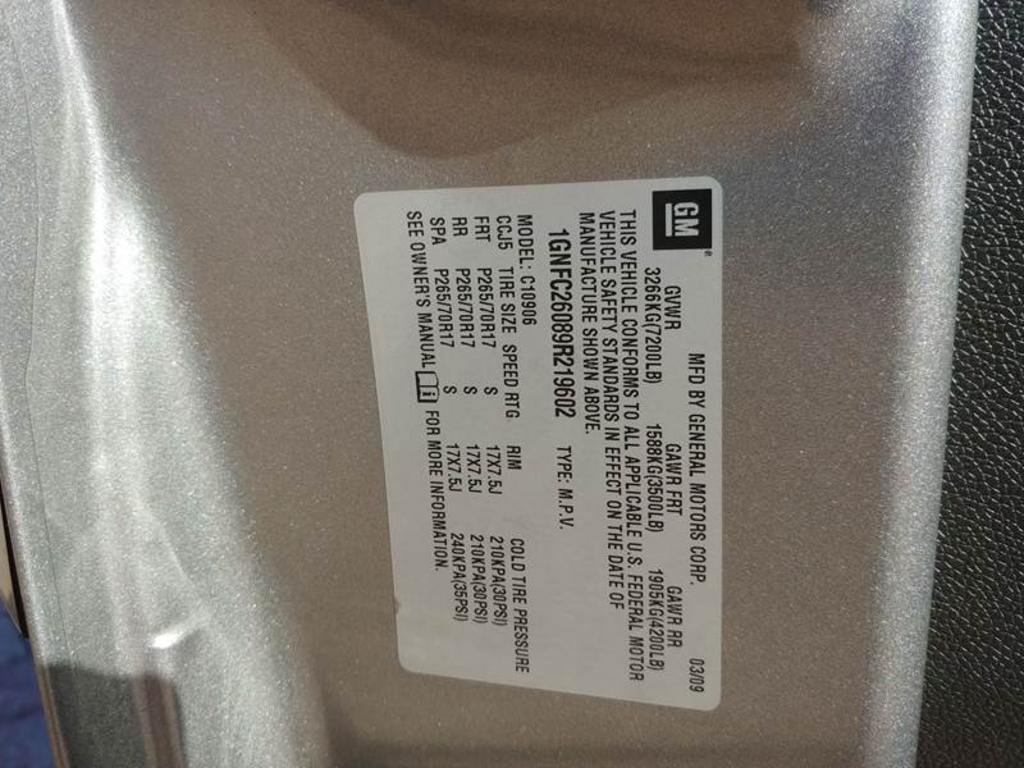 GM®
MFD BY GENERAL MOTORS CORP. 03/09
GVWR GAWR FRT GAWR RR
3266KG(7200LB) 1588KG(3500LB) 1905KG(4200LB)
THIS VEHICLE CONFORMS TO ALL APPLICABLE U.S. FEDERAL MOTOR
VEHICLE SAFETY STANDARDS IN EFFECT ON THE DATE OF
MANUFACTURE SHOWN ABOVE.
1GNFC26089R219602 TYPE: M.P.V.
MODEL: C10906
CCJ5 TIRE SIZE SPEED RTG RIM COLD TIRE PRESSURE
FRT P265/70R17 S 17X7.5J 210KPA(30PSI)
RR P265/70R17 S 17X7.5J 210KPA(30PSI)
SPA P265/70R17 S 17X7.5J 240KPA(35PSI)
SEE OWNER'S MANUAL i FOR MORE INFORMATION.